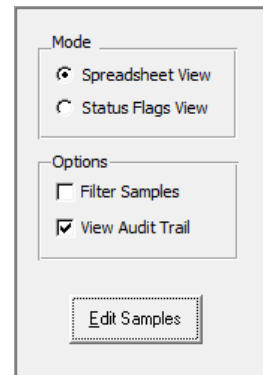 Mode
Spreadsheet View
Status Flags View
Options
Filter Samples
View Audit Trail
Edit Samples